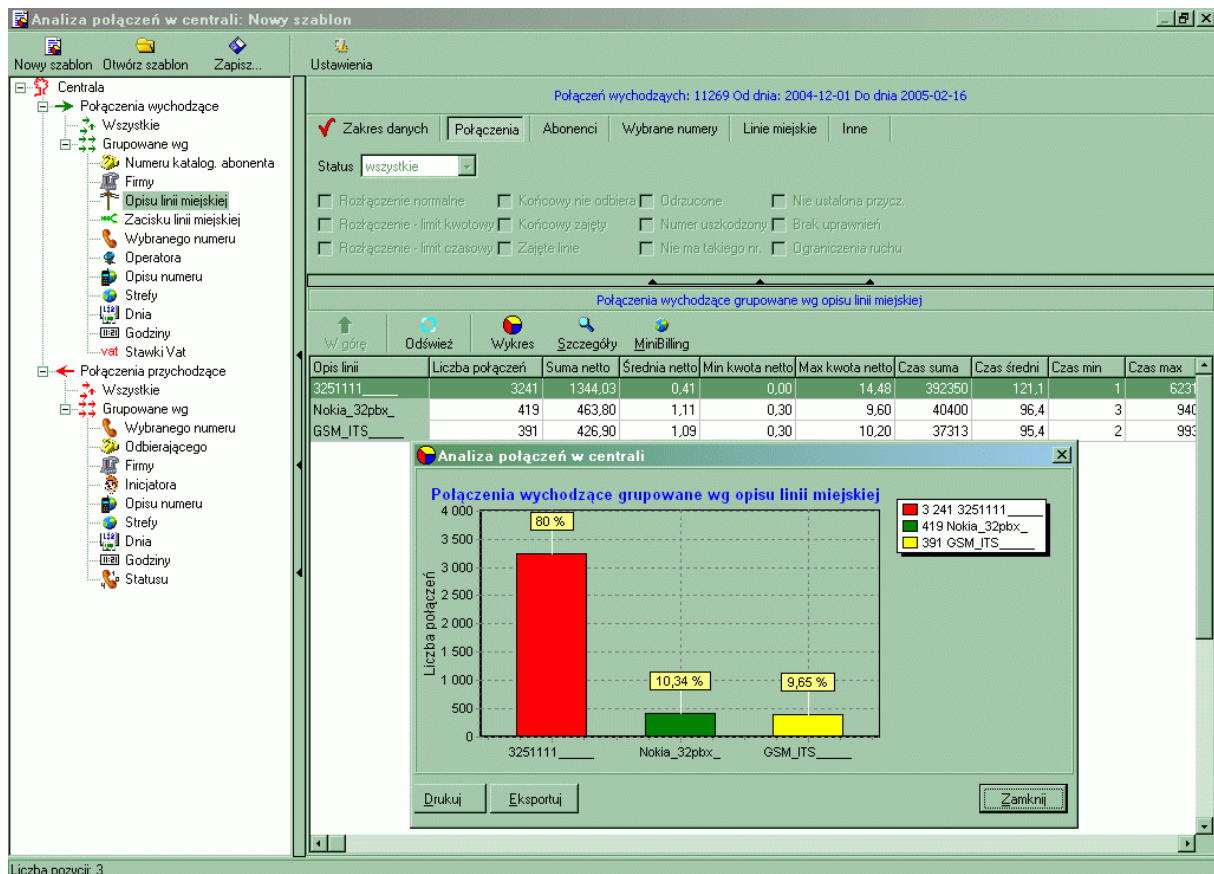 Analiza połączeń w centrali: Nowy szablon
Nowy szablon Otwórz szablon Zapisz... Ustawienia
Centrala
Połączenia wychodzące
Wszystkie
Grupowane wg
Numeru katalog. abonenta
Firmy
Opisu linii miejskiej
Zacisku linii miejskiej
Wybranego numeru
Operatora
Opisu numeru
Strefy
Dnia
Godziny
vat Stawki Vat
Połączenia przychodzące
Wszystkie
Grupowane wg
Wybranego numeru
Odbierającego
Firmy
Inicjatora
Opisu numeru
Strefy
Dnia
Godziny
Statusu
Połączeń wychodząych: 11269 Od dnia: 2004-12-01 Do dnia 2005-02-16
Zakres danych Połączenia Abonenci Wybrane numery Linie miejskie Inne
Status wszystkie
Rozłączenie normalne Końcowy nie odbiera Odrzucone Nie ustalona przycz.
Rozłączenie - limit kwotowy Końcowy zajęty Numer uszkodzony Brak uprawnień
Rozłączenie - limit czasowy Zajęte linie Nie ma takiego nr. Ograniczenia ruchu
Połączenia wychodzące grupowane wg opisu linii miejskiej
W górę Odśwież Wykres Szczegóły MiniBilling
Opis linii Liczba połączeń Suma netto Średnia netto Min kwota netto Max kwota netto Czas suma Czas średni Czas min Czas max
3251111_____ 3241 1344,03 0,41 0,00 14,48 392350 121,1 1 6231
Nokia_32pbx_ 419 463,80 1,11 0,30 9,60 40400 96,4 3 940
GSM_ITS_____ 391 426,90 1,09 0,30 10,20 37313 95,4 2 993
Analiza połączeń w centrali
Połączenia wychodzące grupowane wg opisu linii miejskiej
Liczba połączeń
4 000
3 500
3 000
2 500
2 000
1 500
1 000
500
0
80 %
10,34 %
9,65 %
3251111_____ Nokia_32pbx_ GSM_ITS_____
3 241 3251111_____
419 Nokia_32pbx_
391 GSM_ITS_____
Drukuj Eksportuj Zamknij
Liczba pozycji: 3